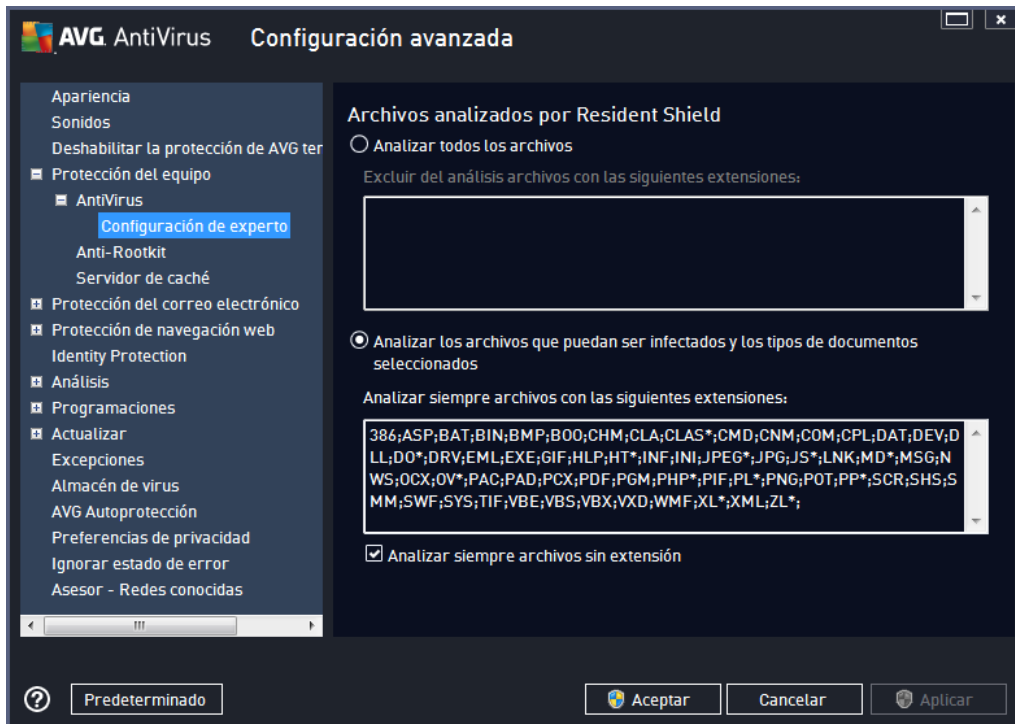 AVG. AntiVirus Configuración avanzada
Apariencia
Sonidos
Deshabilitar la protección de AVG ter
Protección del equipo
AntiVirus
Configuración de experto
Anti-Rootkit
Servidor de caché
Protección del correo electrónico
Protección de navegación web
Identity Protection
Análisis
Programaciones
Actualizar
Excepciones
Almacén de virus
AVG Autoprotección
Preferencias de privacidad
Ignorar estado de error
Asesor - Redes conocidas
Archivos analizados por Resident Shield
Analizar todos los archivos
Excluir del análisis archivos con las siguientes extensiones:
Analizar los archivos que puedan ser infectados y los tipos de documentos
seleccionados
Analizar siempre archivos con las siguientes extensiones:
386;ASP;BAT;BIN;BMP;BOO;CHM;CLA;CLAS*;CMD;CNM;COM;CPL;DAT;DEV;D
LL;DO*;DRV;EML;EXE;GIF;HLP;HT*;INF;INI;JPEG*;JPG;JS*;LNK;MD*;MSG;N
WS;OCX;OV*;PAC;PAD;PCX;PDF;PGM;PHP*;PIF;PL*;PNG;POT;PP*;SCR;SHS;S
MM;SWF;SYS;TIF;VBE;VBS;VBX;VXD;WMF;XL*;XML;ZL*;
Analizar siempre archivos sin extensión
Predeterminado
Aceptar
Cancelar
Aplicar